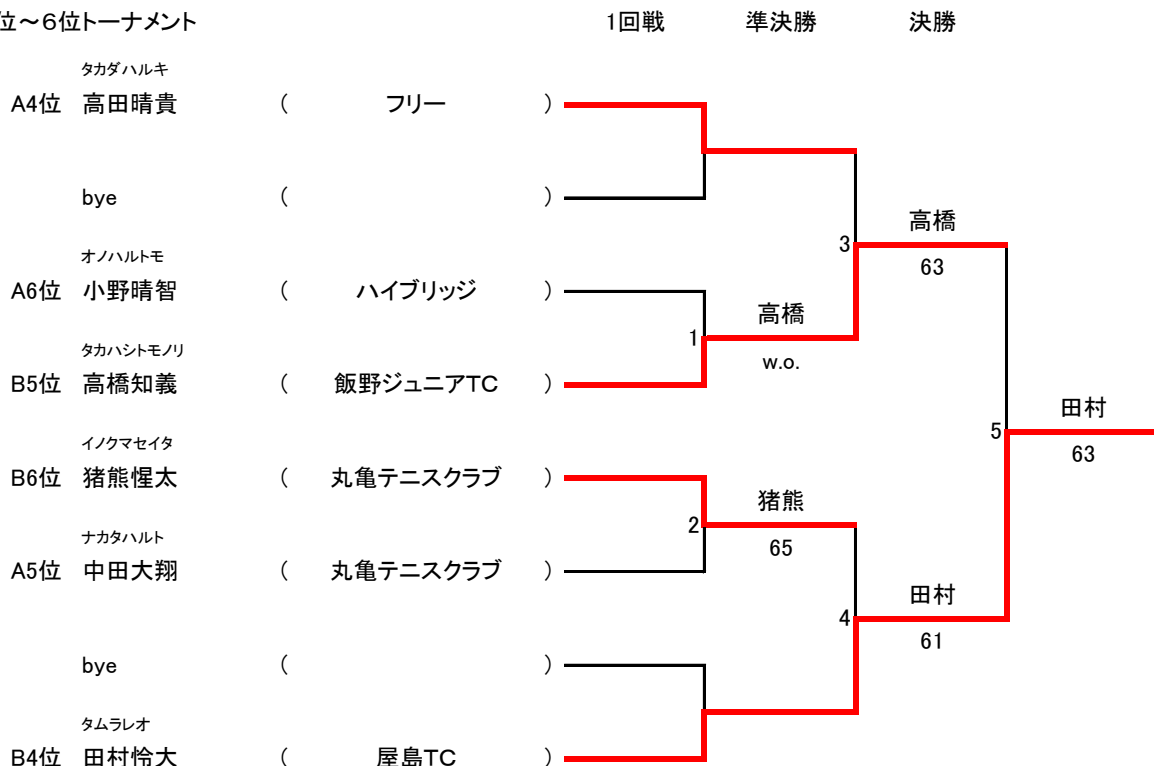 位～6位トーナメント 1回戦 準決勝 決勝
タカダハルキ
A4位 高田晴貴 ( フリー )
bye ( )
高橋
3
63
オノハルトモ
A6位 小野晴智 ( ハイブリッジ )
高橋
1
w.o.
タカハシトモノリ
B5位 高橋知義 ( 飯野ジュニアTC )
田村
5
63
イノクマセイタ
B6位 猪熊惺太 ( 丸亀テニスクラブ )
猪熊
2
65
ナカタハルト
A5位 中田大翔 ( 丸亀テニスクラブ )
田村
4
61
bye ( )
タムラレオ
B4位 田村怜大 ( 屋島TC )